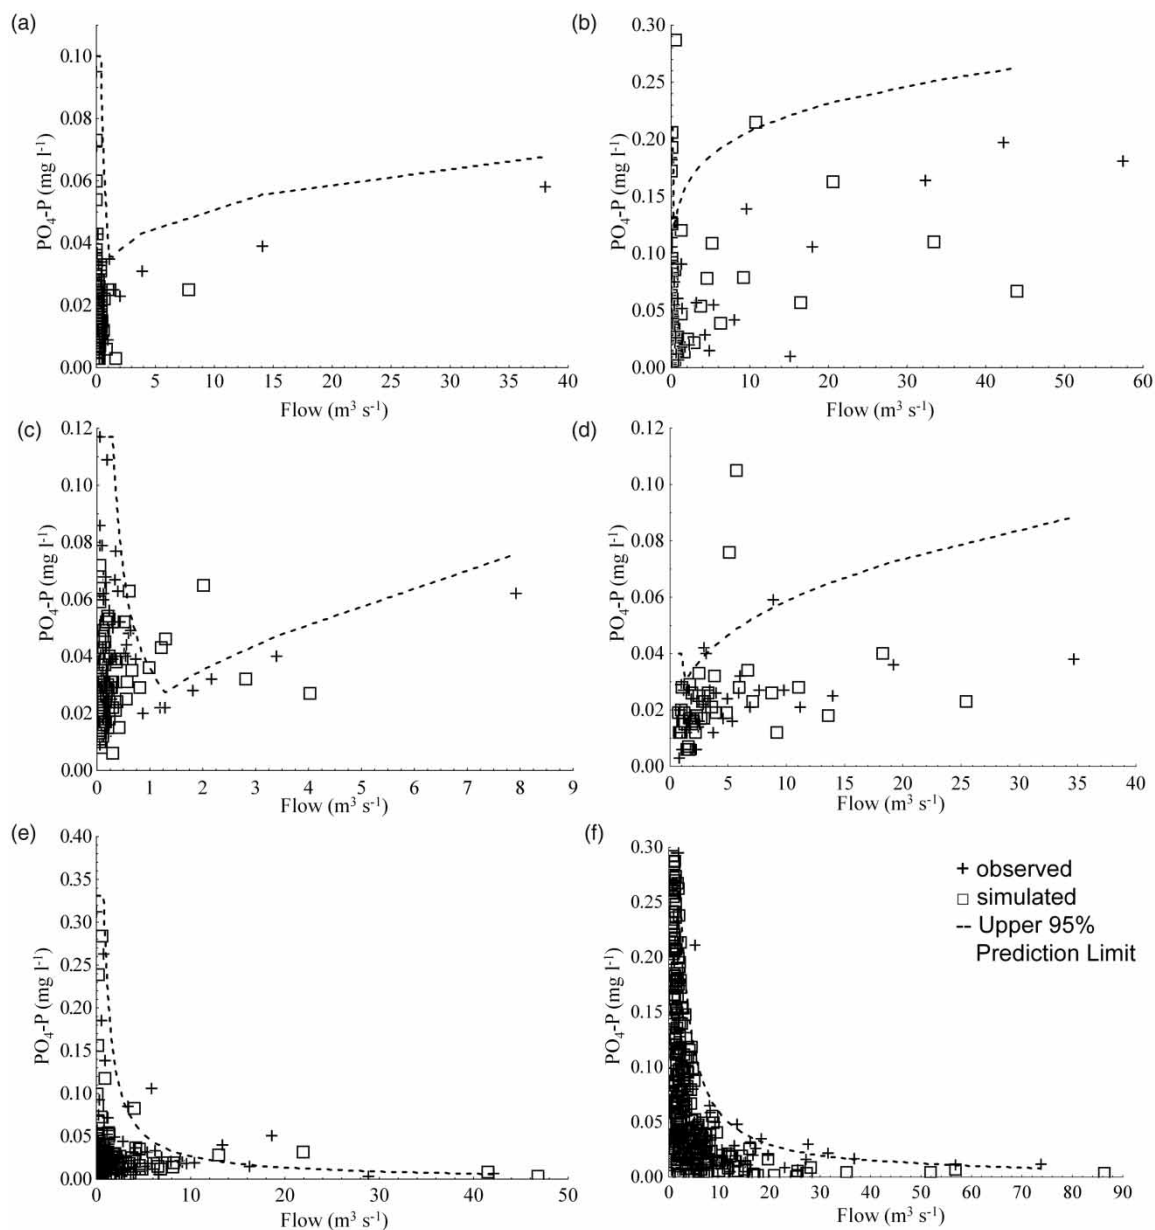 (a)
0.10
0.08
0.06
0.04
0.02
0.00
PO₄-P (mg l⁻¹)
0 5 10 15 20 25 30 35 40
Flow (m³ s⁻¹)
(b)
0.30
0.25
0.20
0.15
0.10
0.05
0.00
PO₄-P (mg l⁻¹)
0 10 20 30 40 50 60
Flow (m³ s⁻¹)
(c)
0.12
0.10
0.08
0.06
0.04
0.02
0.00
PO₄-P (mg l⁻¹)
0 1 2 3 4 5 6 7 8 9
Flow (m³ s⁻¹)
(d)
0.12
0.10
0.08
0.06
0.04
0.02
0.00
PO₄-P (mg l⁻¹)
0 5 10 15 20 25 30 35 40
Flow (m³ s⁻¹)
(e)
0.40
0.35
0.30
0.25
0.20
0.15
0.10
0.05
0.00
PO₄-P (mg l⁻¹)
0 10 20 30 40 50
Flow (m³ s⁻¹)
(f)
0.30
0.25
0.20
0.15
0.10
0.05
0.00
PO₄-P (mg l⁻¹)
0 10 20 30 40 50 60 70 80 90
Flow (m³ s⁻¹)
observed
simulated
Upper 95%
Prediction Limit